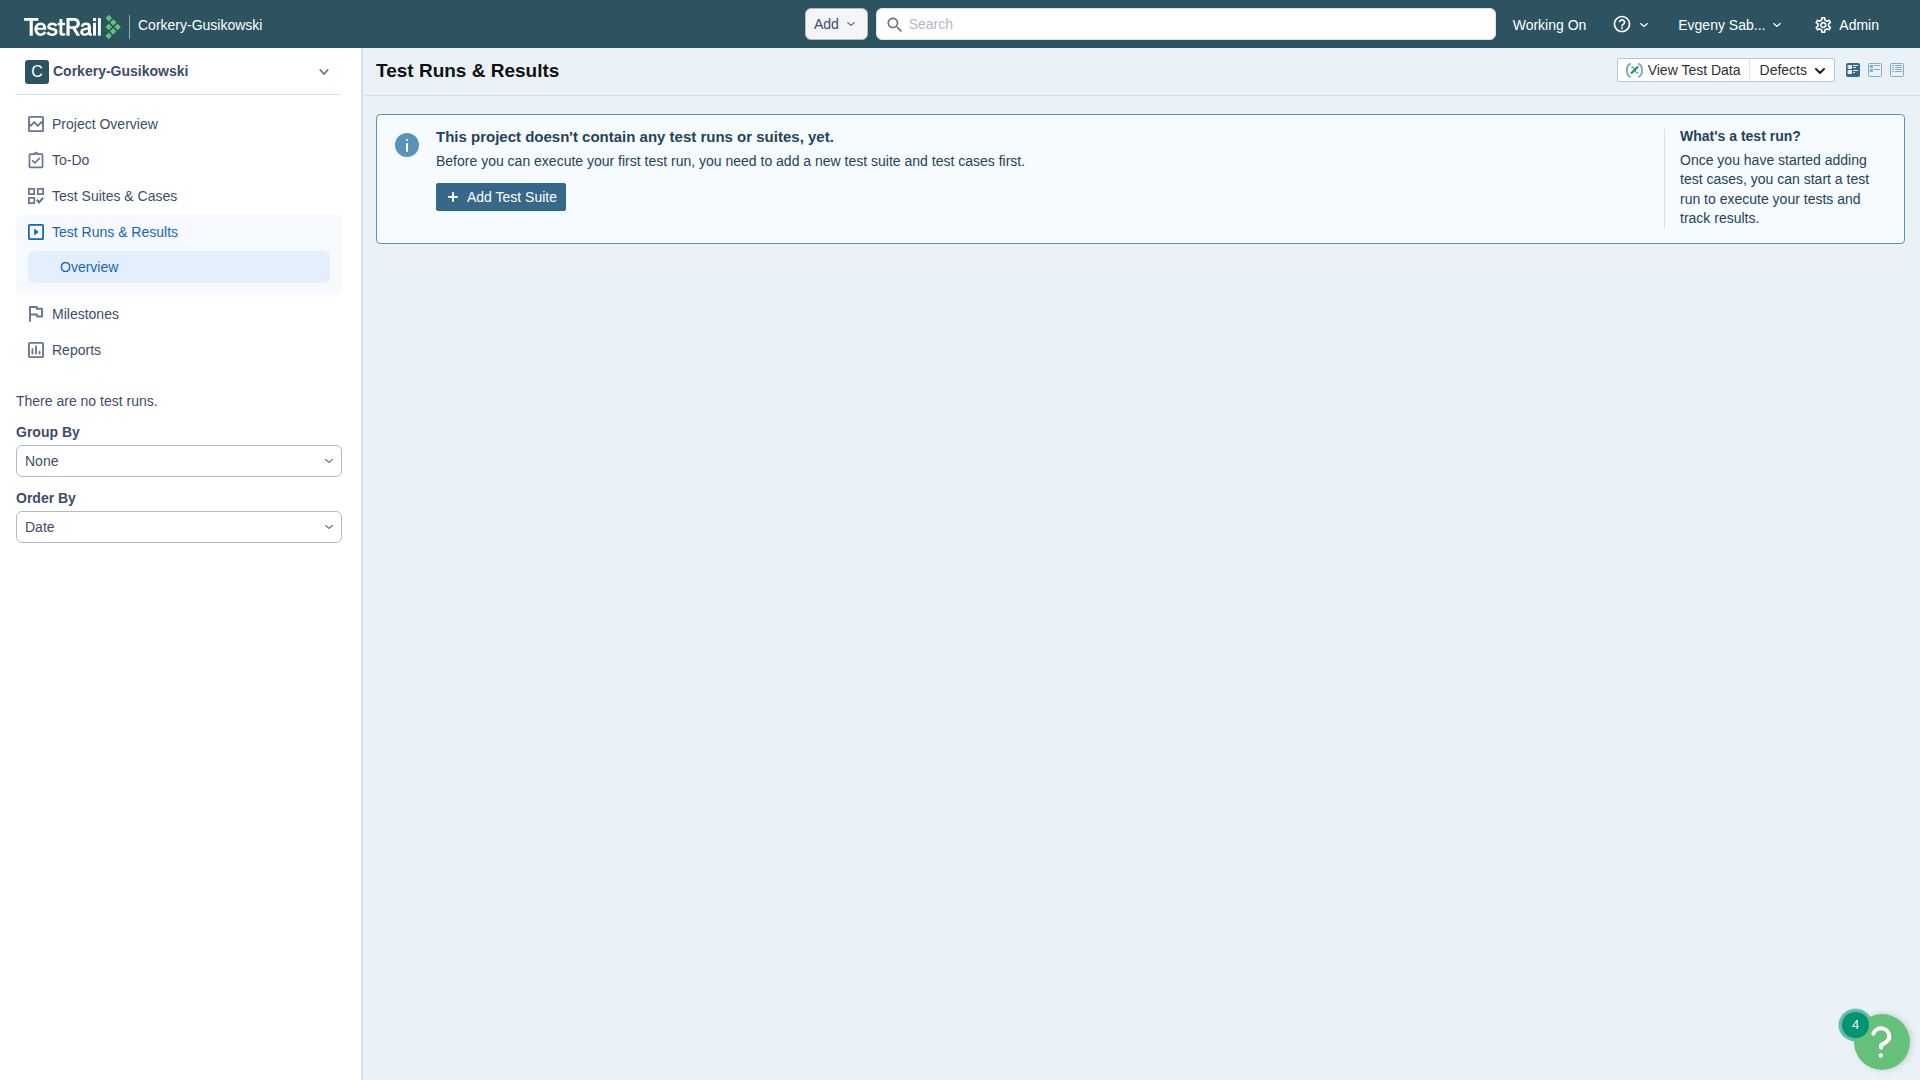 TestRail
Corkery-Gusikowski
Add
Search
Working On
Evgeny Sab...
Admin
C Corkery-Gusikowski
Project Overview
To-Do
Test Suites & Cases
Test Runs & Results
Overview
Milestones
Reports
There are no test runs.
Group By
None
Order By
Date
Test Runs & Results
View Test Data
Defects
This project doesn't contain any test runs or suites, yet.
Before you can execute your first test run, you need to add a new test suite and test cases first.
+ Add Test Suite
What's a test run?
Once you have started adding
test cases, you can start a test
run to execute your tests and
track results.
4
?